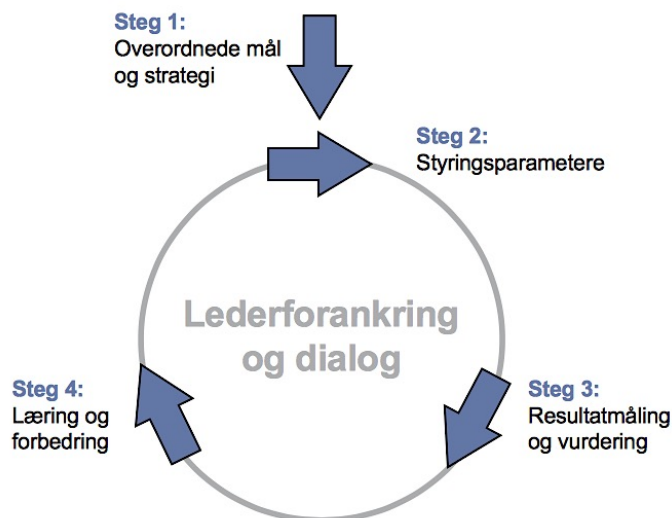 Steg 1:
Overordnede mål
og strategi
Steg 2:
Styringsparametere
Lederforankring
og dialog
Steg 3:
Resultatmåling
og vurdering
Steg 4:
Læring og
forbedring